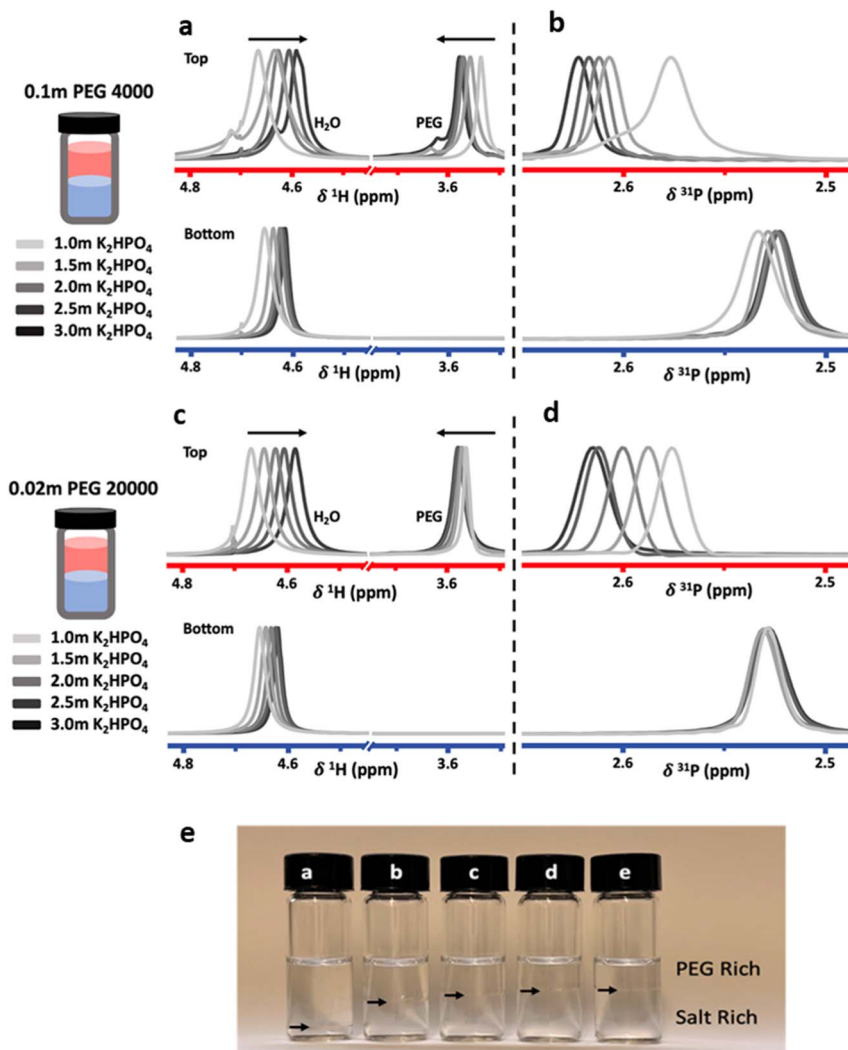 a
b
Top
0.1m PEG 4000
H₂O
PEG
4.8
4.6
3.6
2.6
2.5
δ ¹H (ppm)
δ ³¹P (ppm)
Bottom
1.0m K₂HPO₄
1.5m K₂HPO₄
2.0m K₂HPO₄
2.5m K₂HPO₄
3.0m K₂HPO₄
4.8
4.6
3.6
2.6
2.5
δ ¹H (ppm)
δ ³¹P (ppm)
c
d
Top
0.02m PEG 20000
H₂O
PEG
4.8
4.6
3.6
2.6
2.5
δ ¹H (ppm)
δ ³¹P (ppm)
Bottom
1.0m K₂HPO₄
1.5m K₂HPO₄
2.0m K₂HPO₄
2.5m K₂HPO₄
3.0m K₂HPO₄
4.8
4.6
3.6
2.6
2.5
δ ¹H (ppm)
δ ³¹P (ppm)
e
a b c d e
PEG Rich
Salt Rich